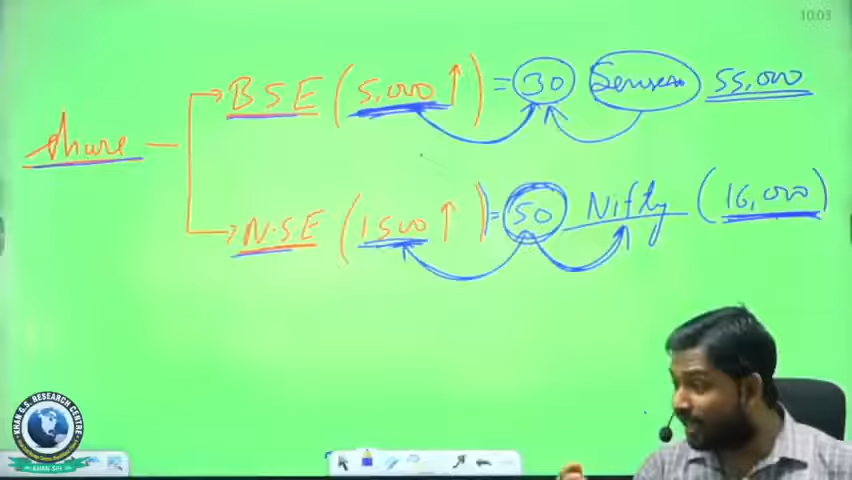 10:03
BSE (5,000 ↑) = 30 Sensex 55,000
Share
N.SE (1500 ↑) = 50 Nifty (16,000)
KHAN G.S. RESEARCH CENTRE
KHAN SIR